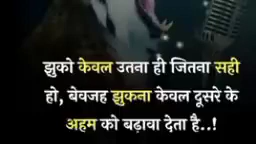 झुको केवल उतना ही जितना सही
हो, बेवजह झुकना केवल दूसरे के
अहम को बढ़ावा देता है..!